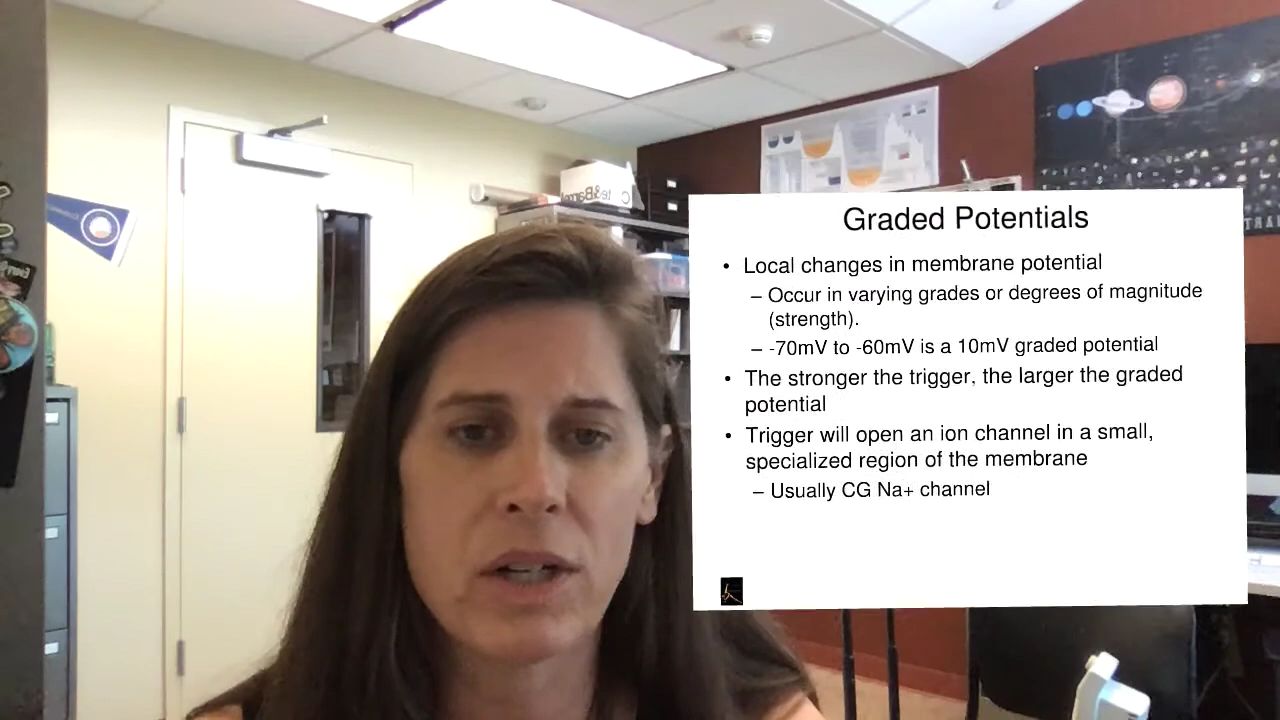 Graded Potentials
• Local changes in membrane potential
– Occur in varying grades or degrees of magnitude
(strength).
– -70mV to -60mV is a 10mV graded potential
• The stronger the trigger, the larger the graded
potential
• Trigger will open an ion channel in a small,
specialized region of the membrane
– Usually CG Na+ channel